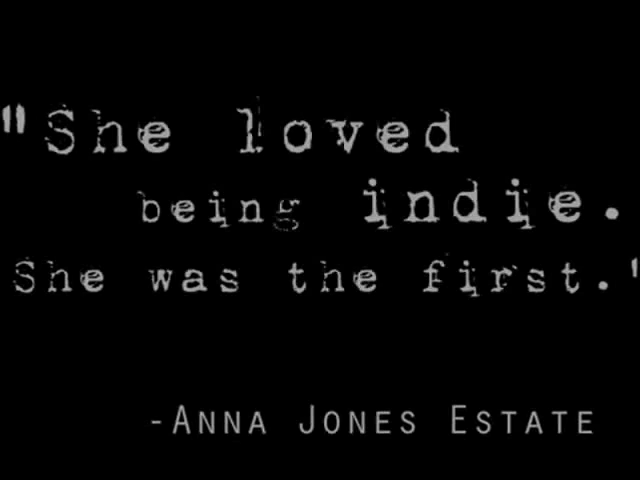 "She loved
being indie.
She was the first."
-Anna Jones Estate